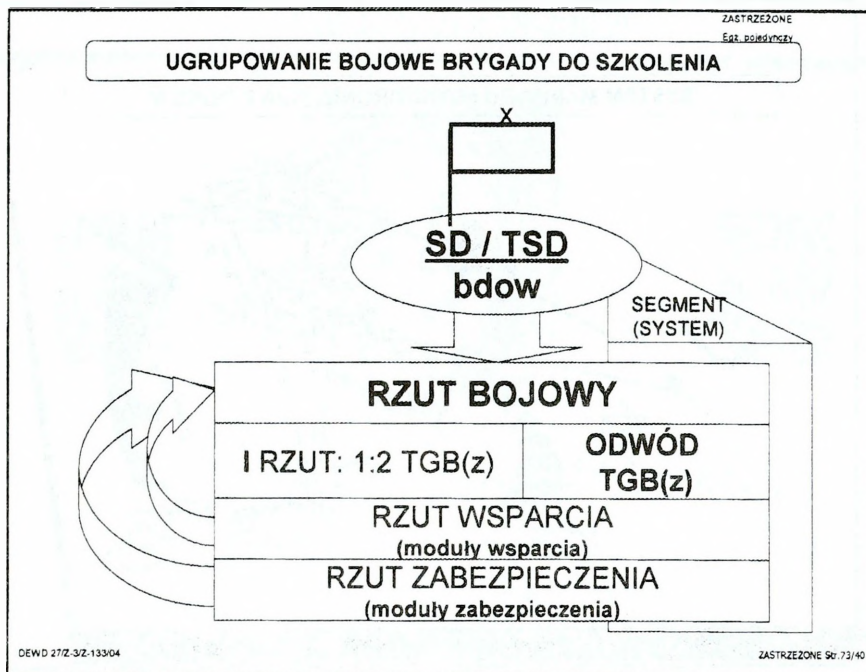 ZASTRZEŻONE
Egz. pojedynczy
UGRUPOWANIE BOJOWE BRYGADY DO SZKOLENIA
X
SD / TSD
bdow
SEGMENT
(SYSTEM)
RZUT BOJOWY
I RZUT: 1:2 TGB(z)
ODWÓD
TGB(z)
RZUT WSPARCIA
(moduły wsparcia)
RZUT ZABEZPIECZENIA
(moduły zabezpieczenia)
DEWD 27/Z-3/Z-133/04
ZASTRZEŻONE Str.73/